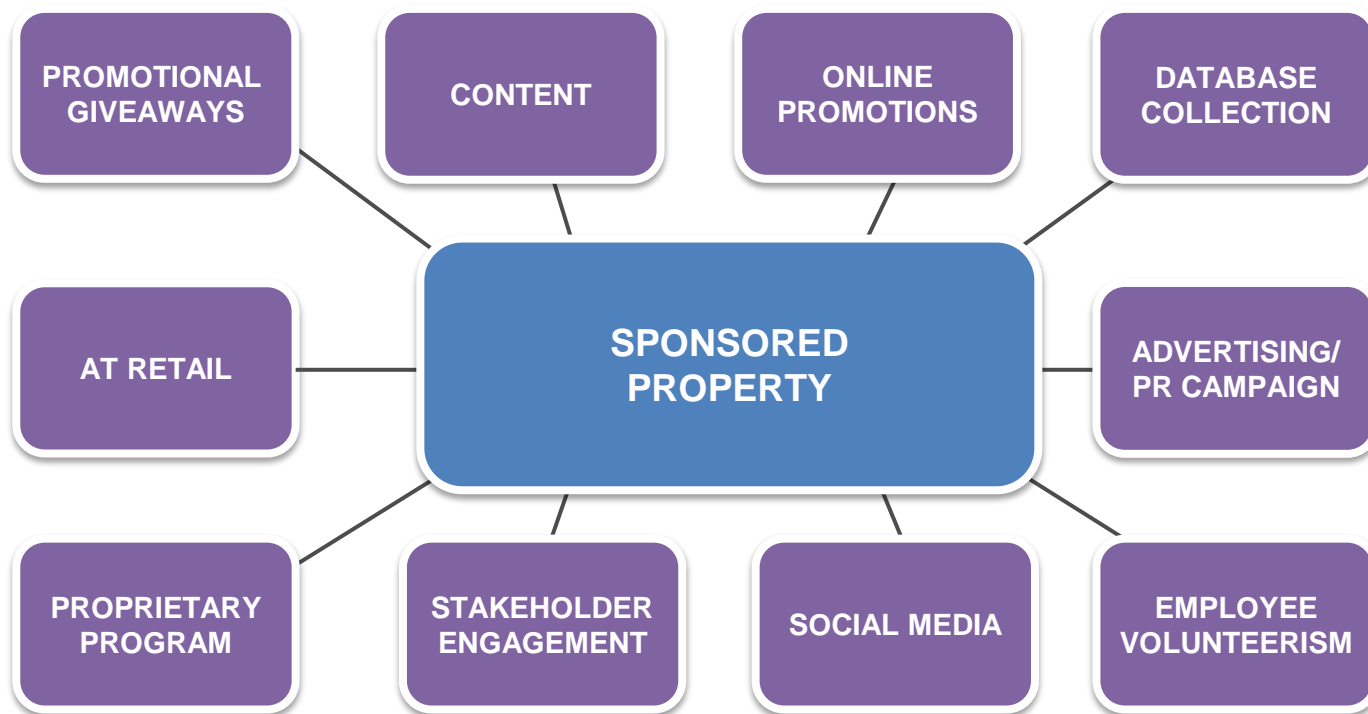 PROMOTIONAL
GIVEAWAYS
CONTENT
ONLINE
PROMOTIONS
DATABASE
COLLECTION
AT RETAIL
SPONSORED
PROPERTY
ADVERTISING/
PR CAMPAIGN
PROPRIETARY
PROGRAM
STAKEHOLDER
ENGAGEMENT
SOCIAL MEDIA
EMPLOYEE
VOLUNTEERISM